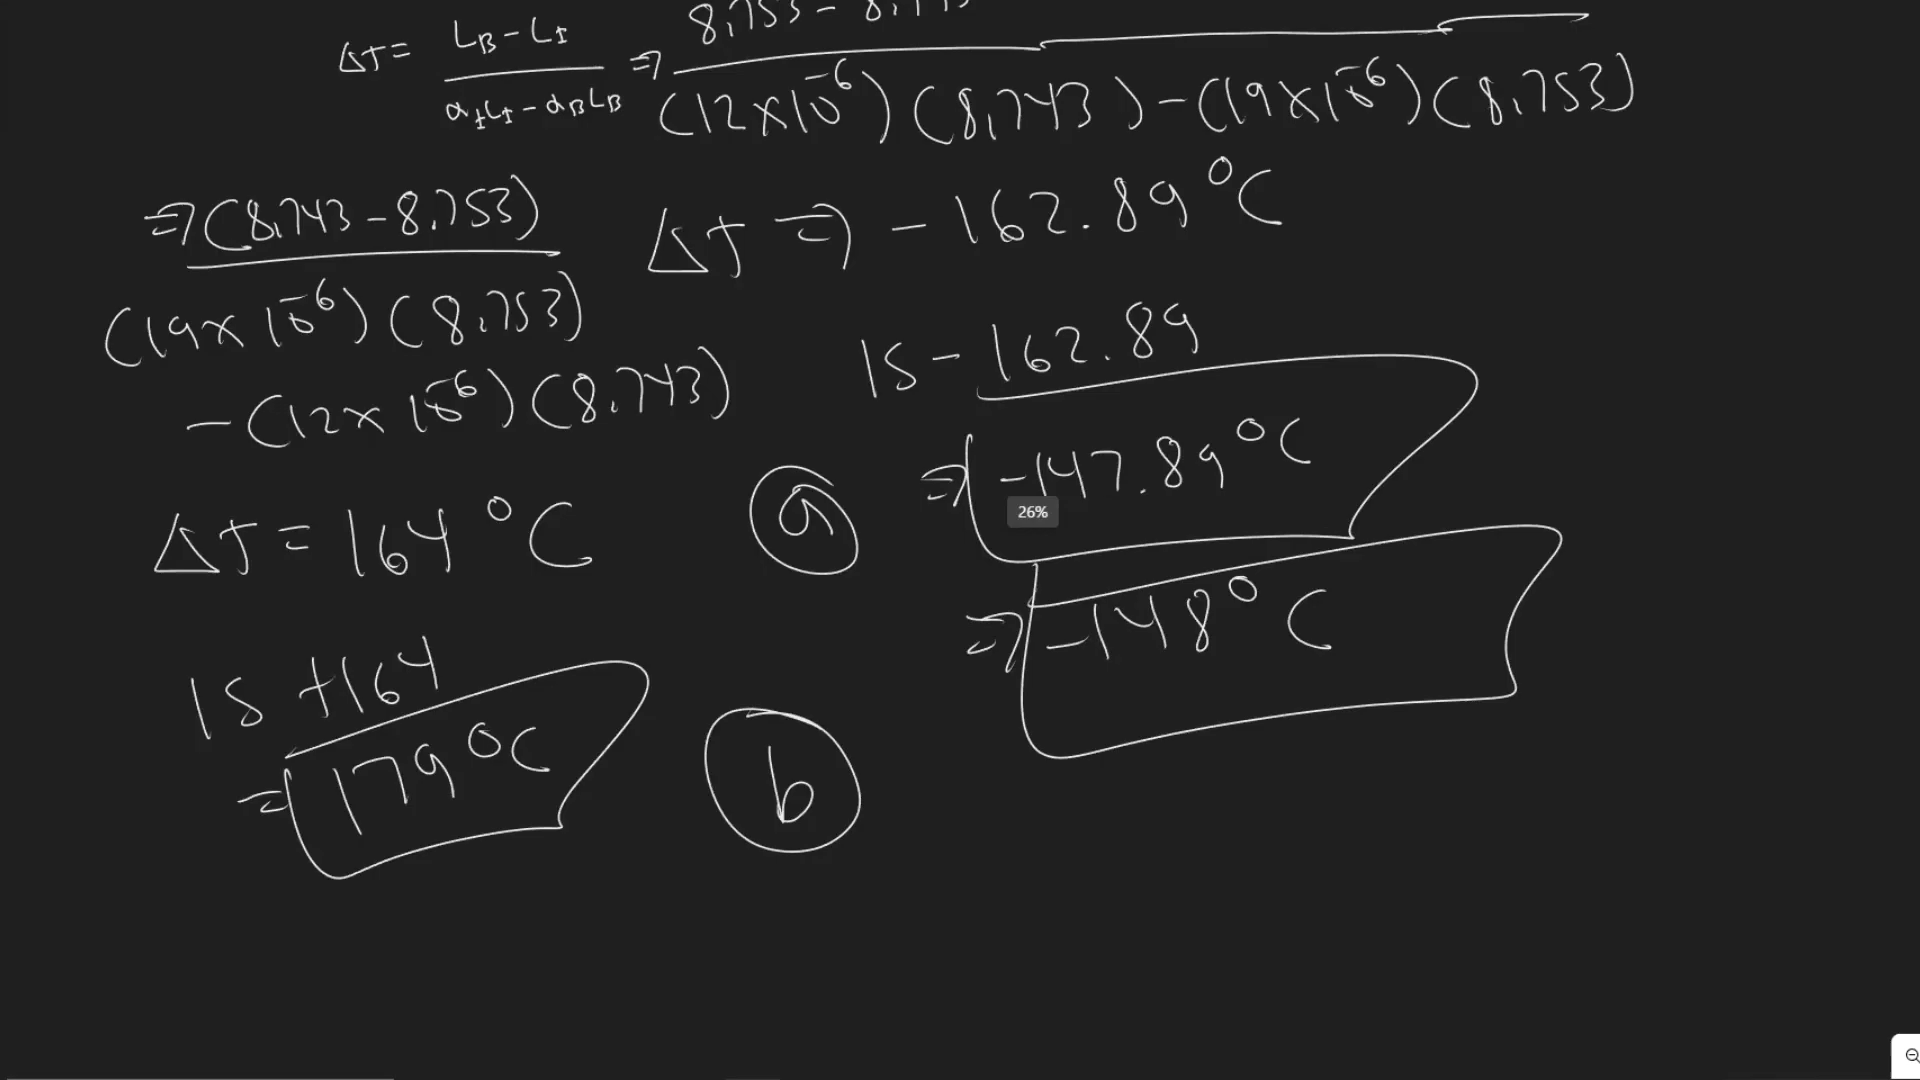 ΔT = (L_B - L_I) / (α_I L_I - α_B L_B) ⇒ 8.753 - 8.743 / (12×10^-6)(8.743) - (19×10^-6)(8.753)
⇒ (8.743 - 8.753)
(19×10^-6)(8.753)
- (12×10^-6)(8.743)
ΔT = 164 °C
15 + 164
⇒ 179 °C
ΔT ⇒ - 162.89 °C
15 - 162.89
a ⇒ -147.89 °C
26%
⇒ -148 °C
b